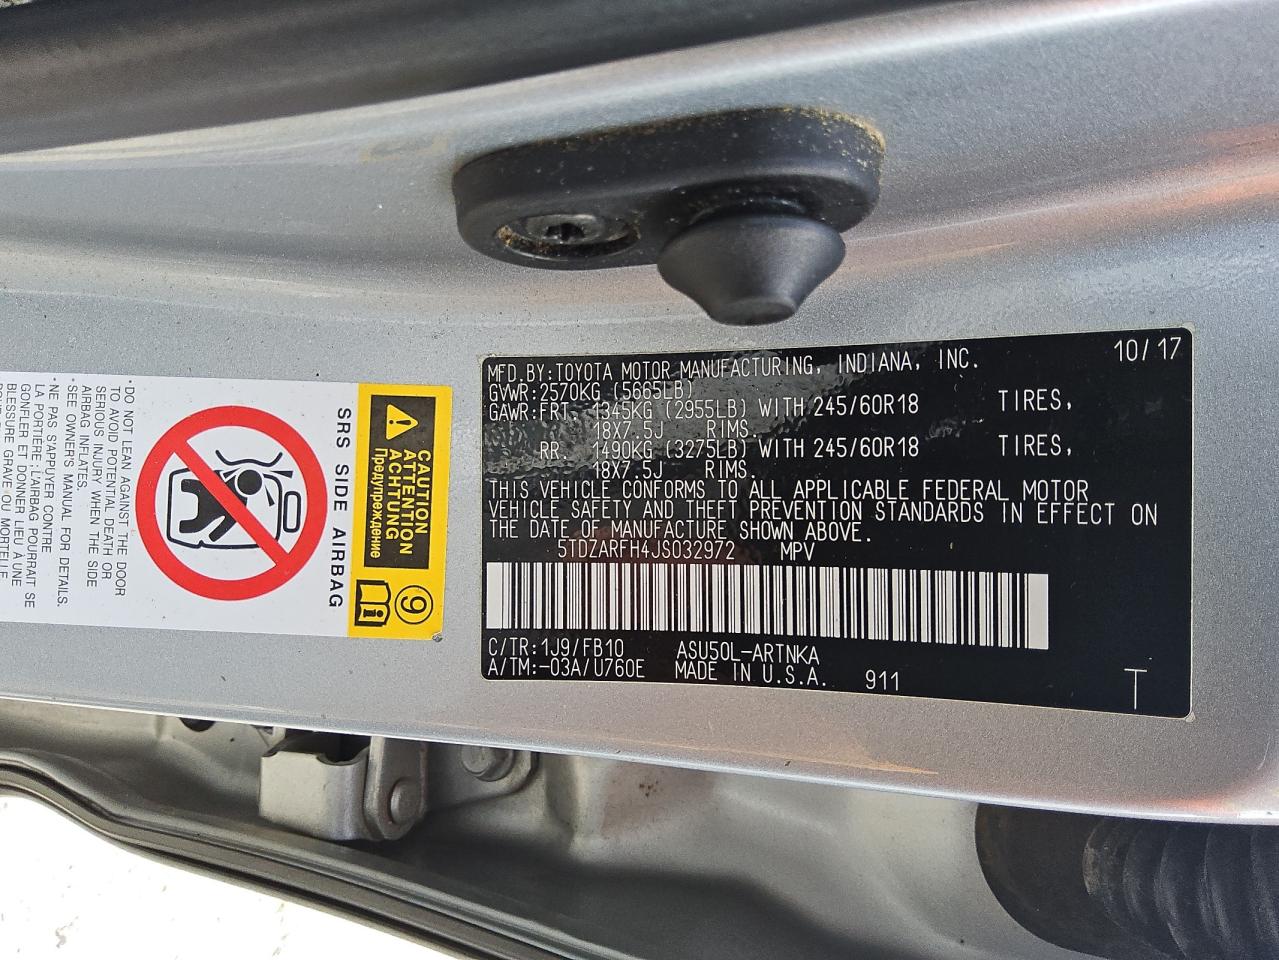 MFD.BY:TOYOTA MOTOR MANUFACTURING, INDIANA, INC. 10/17
GVWR:2570KG (5665LB)
GAWR:FRT. 1345KG (2955LB) WITH 245/60R18 TIRES,
18X7.5J RIMS.
RR. 1490KG (3275LB) WITH 245/60R18 TIRES,
18X7.5J RIMS.
THIS VEHICLE CONFORMS TO ALL APPLICABLE FEDERAL MOTOR
VEHICLE SAFETY AND THEFT PREVENTION STANDARDS IN EFFECT ON
THE DATE OF MANUFACTURE SHOWN ABOVE.
5TDZARFH4JS032972 MPV
C/TR:1J9/FB10 ASU50L-ARTNKA
A/TM:-03A/U760E MADE IN U.S.A. 911
T
CAUTION
ATTENTION
ACHTUNG
Предупреждение
9
i
SRS SIDE AIRBAG
• DO NOT LEAN AGAINST THE DOOR
TO AVOID POTENTIAL DEATH OR
SERIOUS INJURY WHEN THE SIDE
AIRBAG INFLATES.
• SEE OWNER'S MANUAL FOR DETAILS.
• NE PAS S'APPUYER CONTRE
LA PORTIÈRE : L'AIRBAG POURRAIT SE
GONFLER ET DONNER LIEU À UNE
BLESSURE GRAVE OU MORTELLE